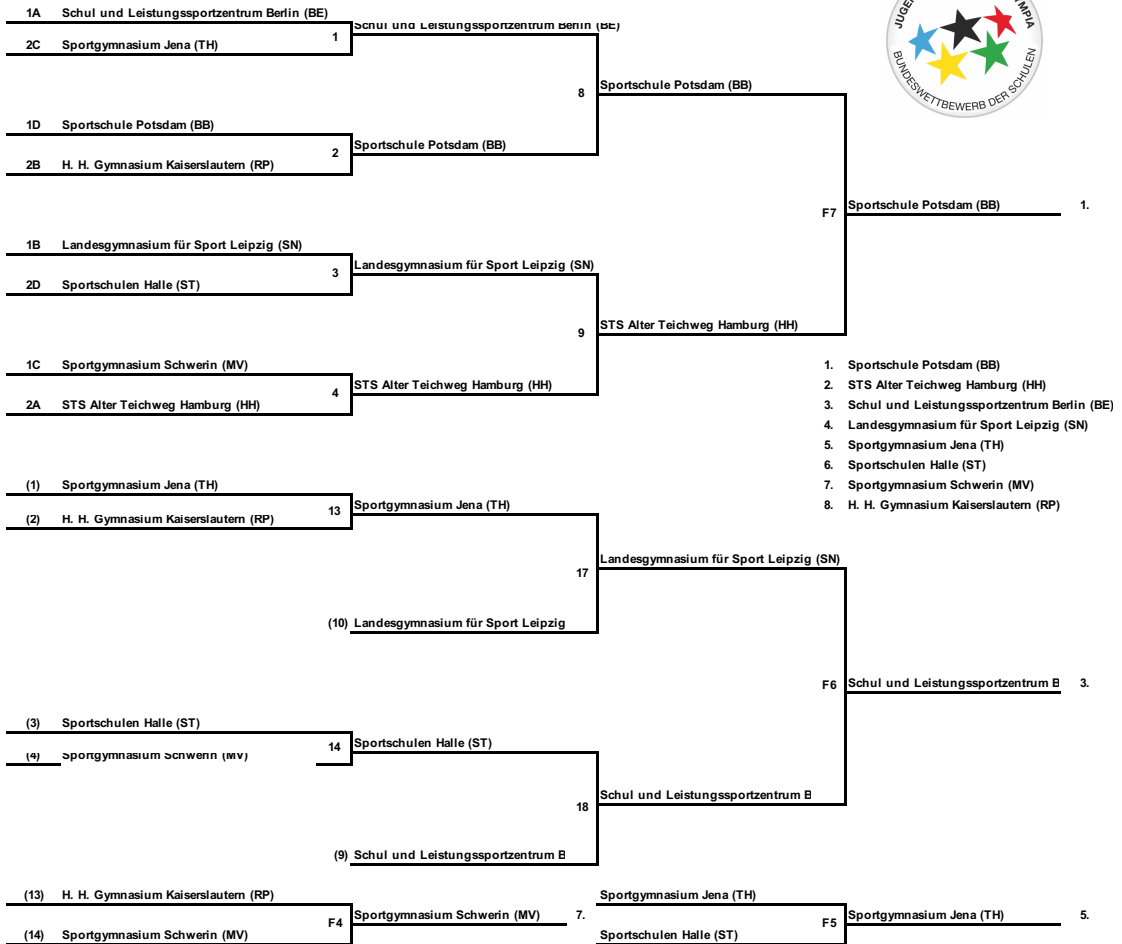 1A Schul und Leistungssportzentrum Berlin (BE)
Schul und Leistungssportzentrum Berlin (BE)
1
2C Sportgymnasium Jena (TH)
JUGEN
YMPIA
BUNDESWETTBEWERB DER SCHULEN
8 Sportschule Potsdam (BB)
1D Sportschule Potsdam (BB)
2 Sportschule Potsdam (BB)
2B H. H. Gymnasium Kaiserslautern (RP)
F7 Sportschule Potsdam (BB) 1.
1B Landesgymnasium für Sport Leipzig (SN)
3 Landesgymnasium für Sport Leipzig (SN)
2D Sportschulen Halle (ST)
9 STS Alter Teichweg Hamburg (HH)
1C Sportgymnasium Schwerin (MV)
4 STS Alter Teichweg Hamburg (HH)
2A STS Alter Teichweg Hamburg (HH)
1. Sportschule Potsdam (BB)
2. STS Alter Teichweg Hamburg (HH)
3. Schul und Leistungssportzentrum Berlin (BE)
4. Landesgymnasium für Sport Leipzig (SN)
5. Sportgymnasium Jena (TH)
6. Sportschulen Halle (ST)
7. Sportgymnasium Schwerin (MV)
8. H. H. Gymnasium Kaiserslautern (RP)
(1) Sportgymnasium Jena (TH)
13 Sportgymnasium Jena (TH)
(2) H. H. Gymnasium Kaiserslautern (RP)
17 Landesgymnasium für Sport Leipzig (SN)
(10) Landesgymnasium für Sport Leipzig
F6 Schul und Leistungssportzentrum B 3.
(3) Sportschulen Halle (ST)
14 Sportschulen Halle (ST)
(4) Sportgymnasium Schwerin (MV)
18 Schul und Leistungssportzentrum B
(9) Schul und Leistungssportzentrum B
(13) H. H. Gymnasium Kaiserslautern (RP)
F4 Sportgymnasium Schwerin (MV) 7.
(14) Sportgymnasium Schwerin (MV)
Sportgymnasium Jena (TH)
F5 Sportgymnasium Jena (TH) 5.
Sportschulen Halle (ST)